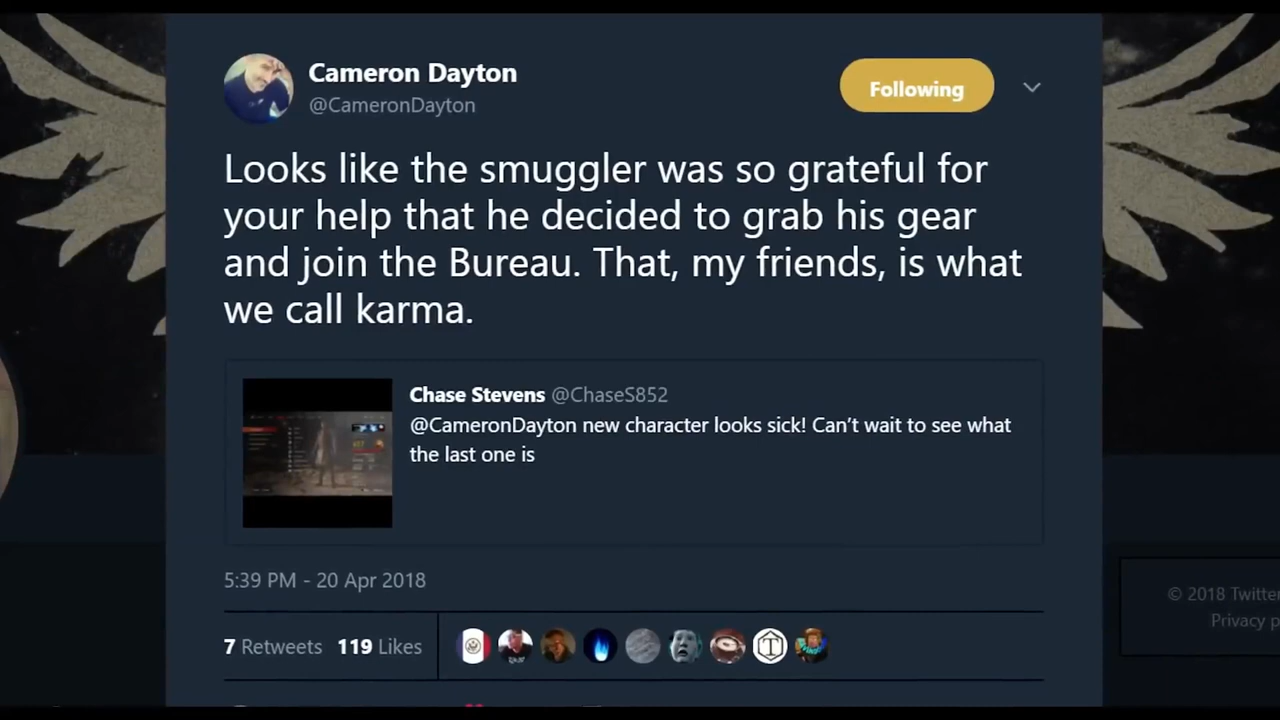 Cameron Dayton
@CameronDayton
Following
Looks like the smuggler was so grateful for
your help that he decided to grab his gear
and join the Bureau. That, my friends, is what
we call karma.
Chase Stevens @ChaseS852
@CameronDayton new character looks sick! Can't wait to see what
the last one is
5:39 PM - 20 Apr 2018
7 Retweets 119 Likes
© 2018 Twitter
Privacy p